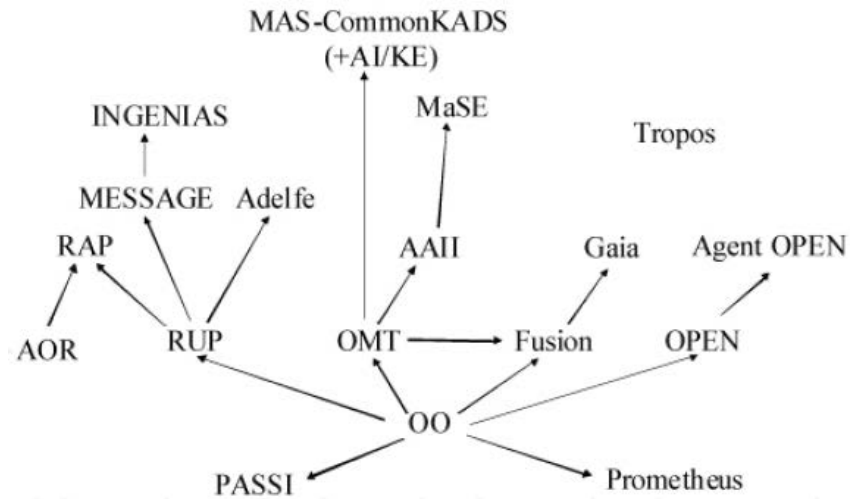 MAS-CommonKADS
(+AI/KE)
MaSE
INGENIAS
Tropos
MESSAGE Adelfe
RAP
AAII
Gaia
Agent OPEN
AOR
RUP
OMT
Fusion
OPEN
OO
PASSI
Prometheus